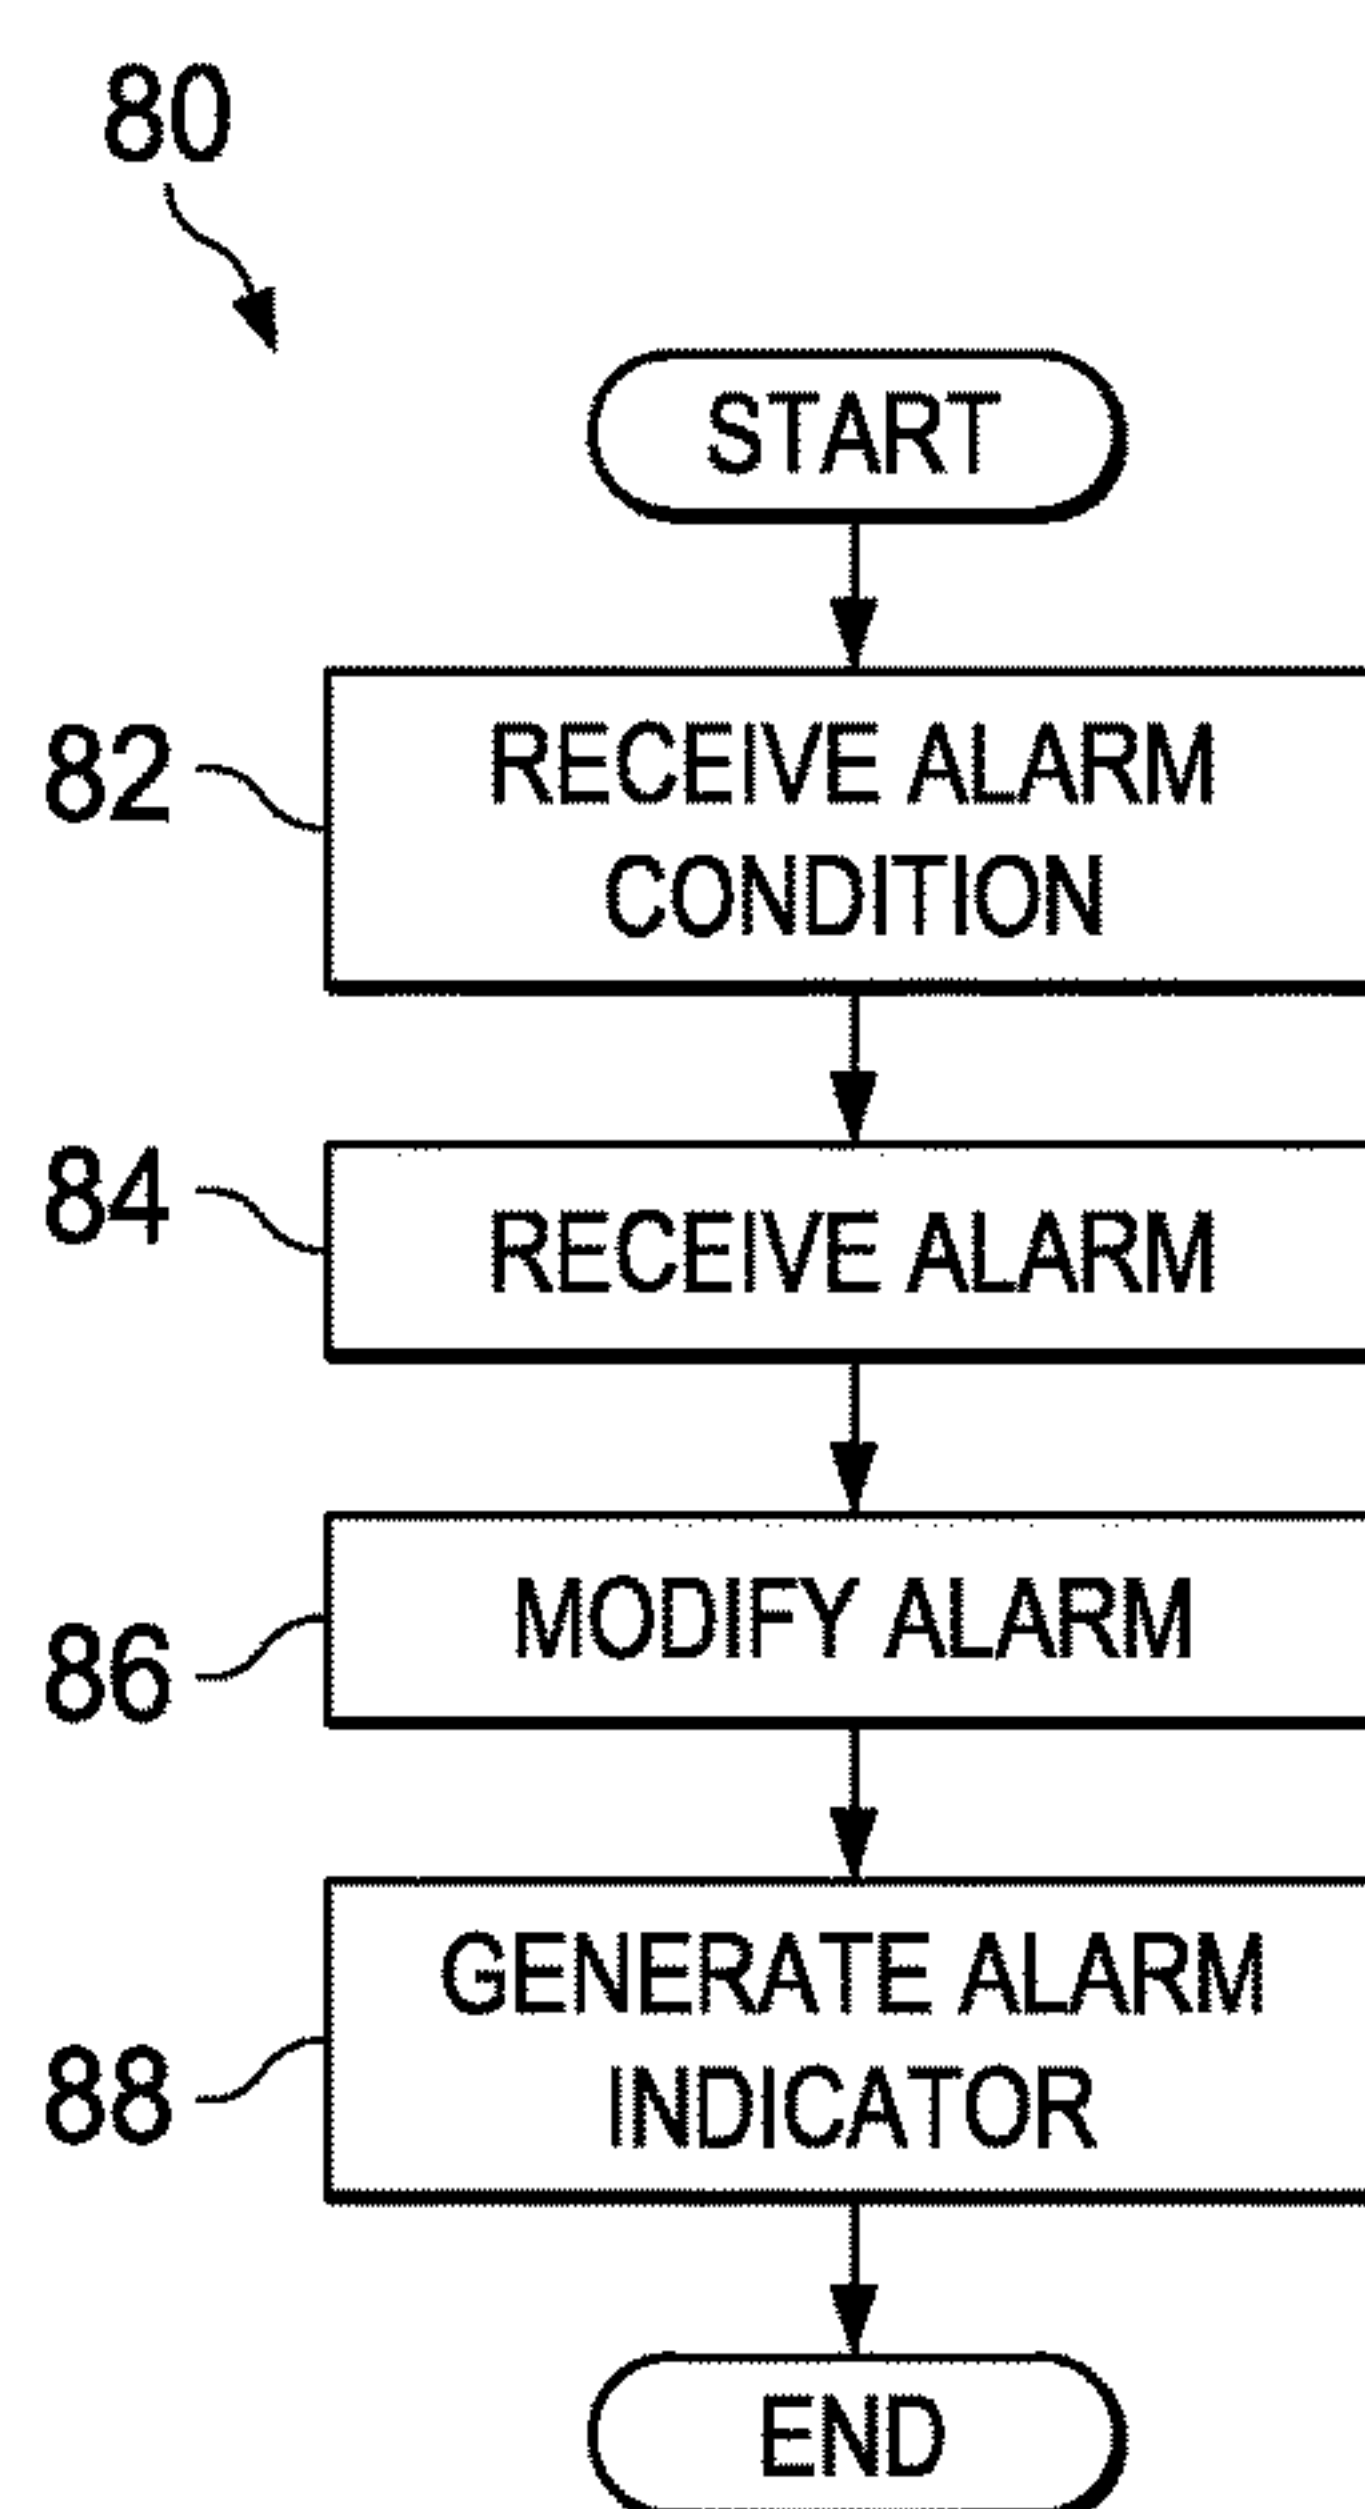 80
START
82
RECEIVE ALARM
CONDITION
84
RECEIVE ALARM
86
MODIFY ALARM
88
GENERATE ALARM
INDICATOR
END